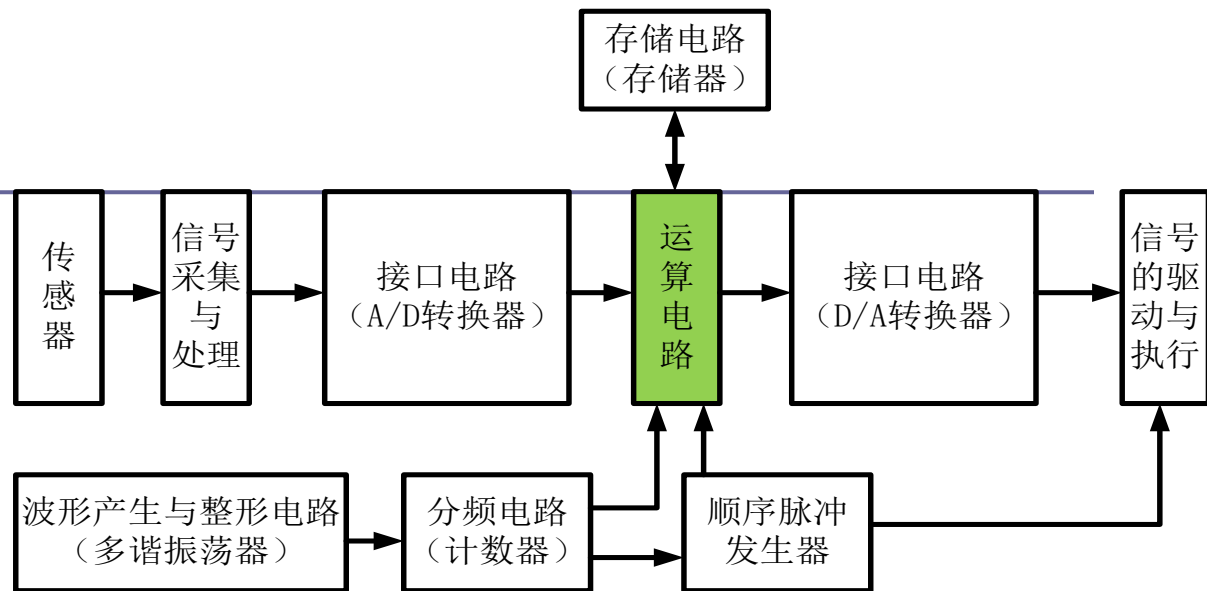 存储电路
（存储器）
传
感
器
信号
采集
与
处理
接口电路
（A/D转换器）
运
算
电
路
接口电路
（D/A转换器）
信号
的驱
动与
执行
波形产生与整形电路
（多谐振荡器）
分频电路
（计数器）
顺序脉冲
发生器